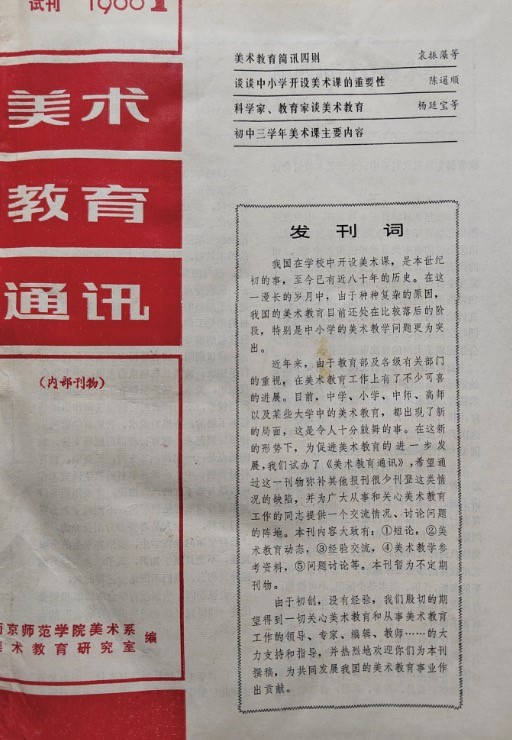 试刊 1
美术
教育
通讯
（内部刊物）
京师范学院美术系
术教育研究室
编
美术教育简讯四则 袁振藻等
谈谈中小学开设美术课的重要性 陈通顺
科学家、教育家谈美术教育 杨廷宝等
初中三学年美术课主要内容
发刊词
我国在学校中开设美术课，是本世纪
初的事，至今已有近八十年的历史。在这
一漫长的岁月中，由于种种复杂的原因，
我国的美术教育目前还处在比较落后的阶
段，特别是中小学的美术教学问题更为突
出。
近年来，由于教育部及各级有关部门
的重视，在美术教育工作上有了不少可喜
的进展。目前，中学、小学、中师、高师
以及某些大学中的美术教育，都出现了新
的局面，这是令人十分鼓舞的事。在这新
的形势下，为促进美术教育的进一步发
展，我们试办了《美术教育通讯》，希望通
过这一刊物弥补其他报刊很少刊登这类情
况的缺陷，并为广大从事和关心美术教育
工作的同志提供一个交流情况、讨论问题
的阵地。本刊内容大致有：①短论，②美
术教育动态，③经验交流，④美术教学参
考资料，⑤问题讨论等。本刊暂为不定期
刊物。
由于初创，没有经验，我们殷切的期
望得到一切关心美术教育和从事美术教育
工作的领导、专家、编辑、教师……的大
力支持和指导，并热烈地欢迎你们为本刊
撰稿，为共同发展我国的美术教育事业作
出贡献。